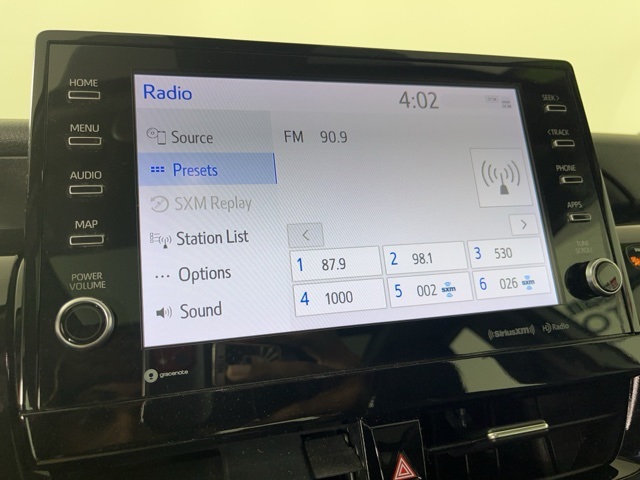 HOME
MENU
AUDIO
MAP
POWER
VOLUME
Radio
4:02
Source
FM 90.9
Presets
SXM Replay
Station List
Options
Sound
1 87.9
2 98.1
3 530
4 1000
5 002 sxm
6 026 sxm
SEEK >
< TRACK
PHONE
APPS
TUNE
SCROLL
gracenote
SiriusXM
HD Radio